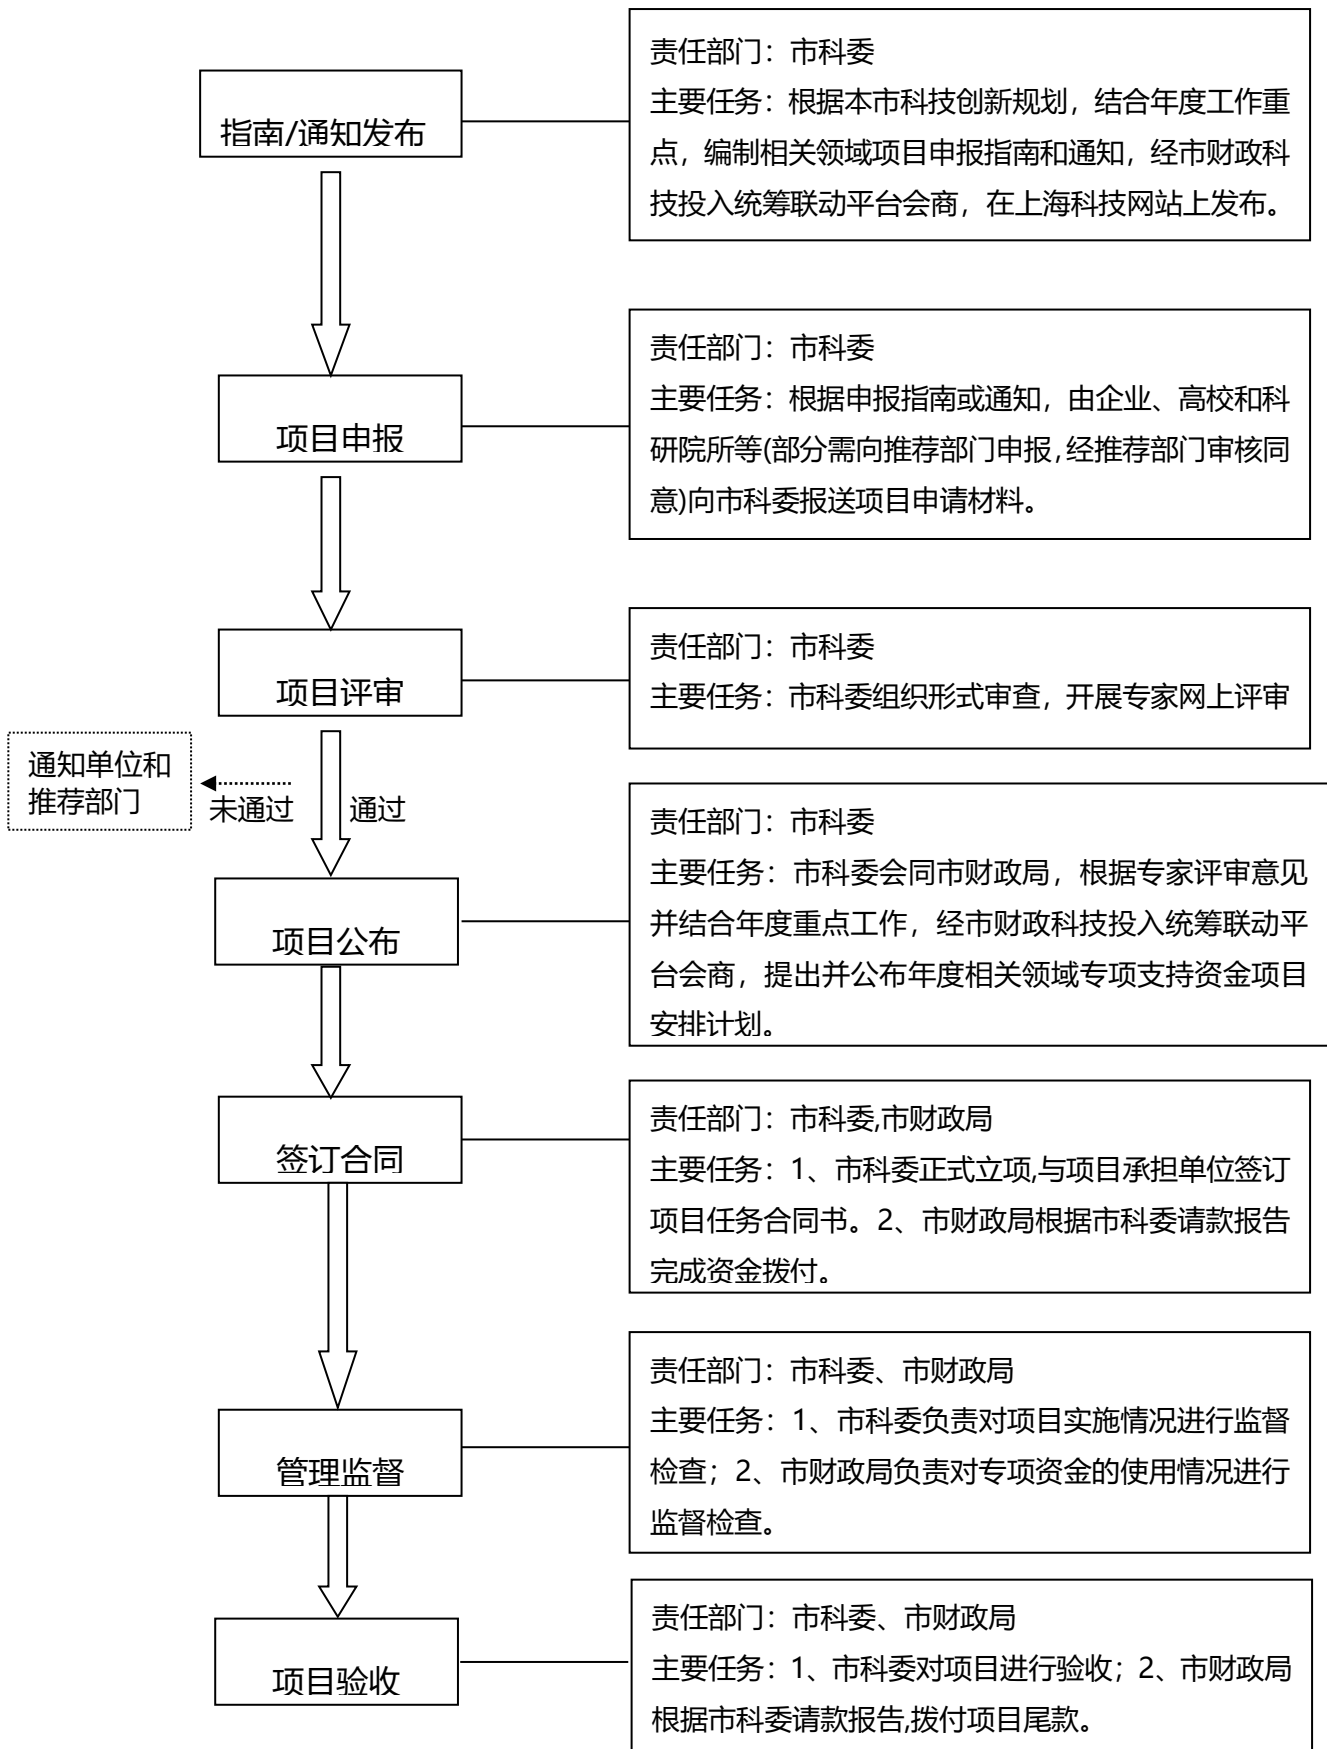 指南/通知发布
责任部门：市科委
主要任务：根据本市科技创新规划，结合年度工作重
点，编制相关领域项目申报指南和通知，经市财政科
技投入统筹联动平台会商，在上海科技网站上发布。
项目申报
责任部门：市科委
主要任务：根据申报指南或通知，由企业、高校和科
研院所等(部分需向推荐部门申报,经推荐部门审核同
意)向市科委报送项目申请材料。
项目评审
责任部门：市科委
主要任务：市科委组织形式审查，开展专家网上评审
通知单位和
推荐部门
未通过
通过
项目公布
责任部门：市科委
主要任务：市科委会同市财政局，根据专家评审意见
并结合年度重点工作，经市财政科技投入统筹联动平
台会商，提出并公布年度相关领域专项支持资金项目
安排计划。
签订合同
责任部门：市科委,市财政局
主要任务：1、市科委正式立项,与项目承担单位签订
项目任务合同书。2、市财政局根据市科委请款报告
完成资金拨付。
管理监督
责任部门：市科委、市财政局
主要任务：1、市科委负责对项目实施情况进行监督
检查；2、市财政局负责对专项资金的使用情况进行
监督检查。
项目验收
责任部门：市科委、市财政局
主要任务：1、市科委对项目进行验收；2、市财政局
根据市科委请款报告,拨付项目尾款。